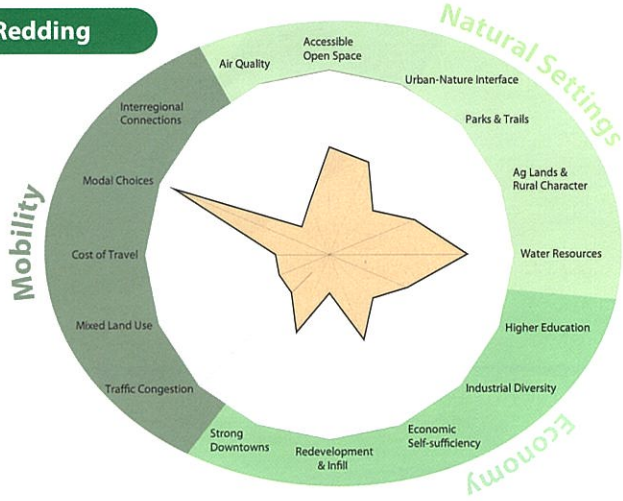 Redding
Natural Settings
Accessible
Open Space
Air Quality
Urban-Nature Interface
Interregional
Connections
Parks & Trails
Modal Choices
Ag Lands &
Rural Character
Mobility
Cost of Travel
Water Resources
Mixed Land Use
Higher Education
Traffic Congestion
Industrial Diversity
Strong
Downtowns
Redevelopment
& Infill
Economic
Self-sufficiency
Economy